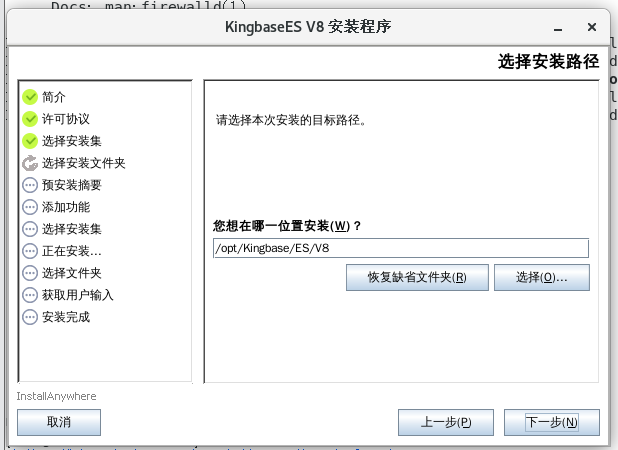 Docs: man:firewalld(1)
KingbaseES V8 安装程序
选择安装路径
简介
许可协议
选择安装集
选择安装文件夹
预安装摘要
添加功能
选择安装集
正在安装...
选择文件夹
获取用户输入
安装完成
请选择本次安装的目标路径。
您想在哪一位置安装(W)？
/opt/Kingbase/ES/V8
恢复缺省文件夹(R)
选择(O)...
InstallAnywhere
取消
上一步(P)
下一步(N)